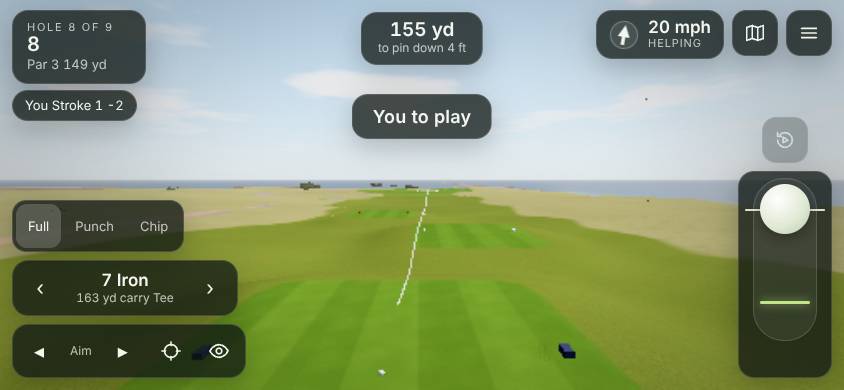 HOLE 8 OF 9
8
Par 3 149 yd
You Stroke 1 -2
155 yd
to pin down 4 ft
20 mph
HELPING
You to play
Full
Punch
Chip
7 Iron
163 yd carry Tee
Aim